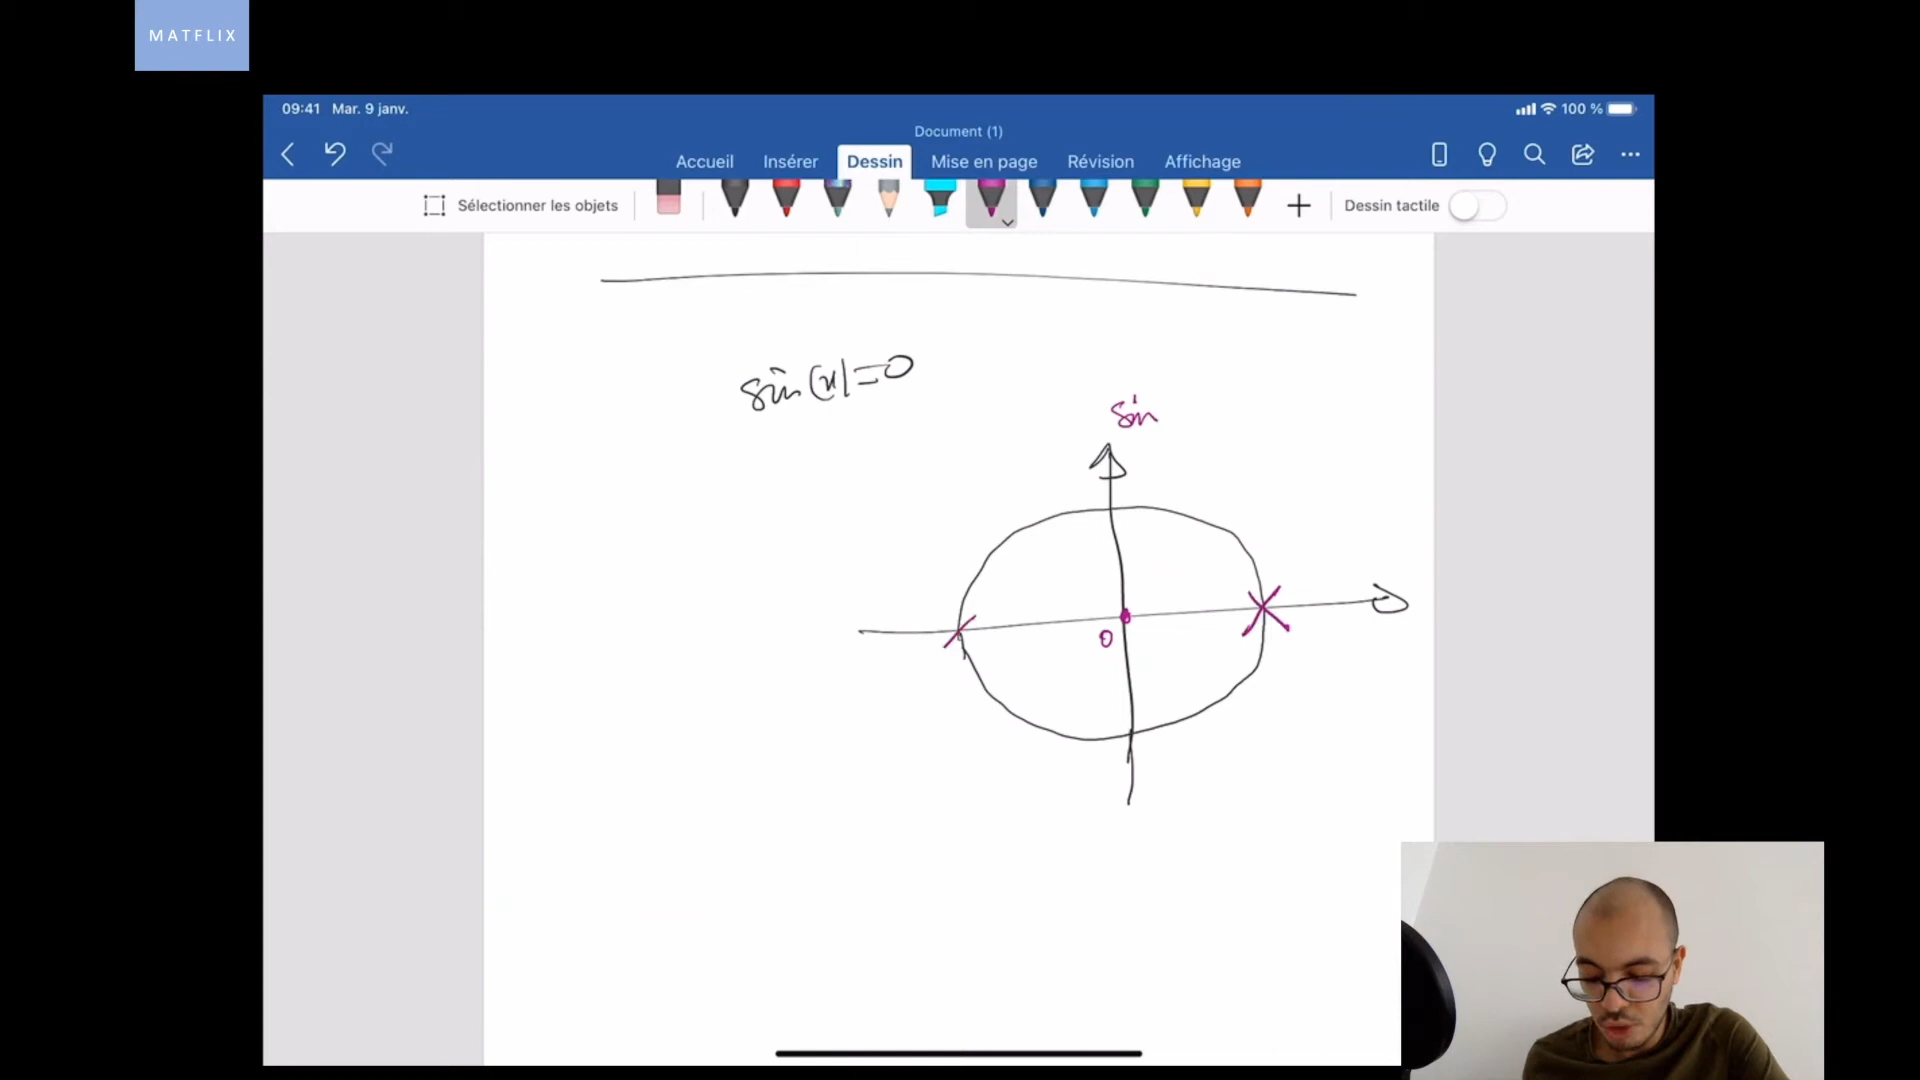 MATFLIX
09:41 Mar. 9 janv.
100 %
Document (1)
Accueil Insérer Dessin Mise en page Révision Affichage
Sélectionner les objets
Dessin tactile
sin(x)=0
sin
0